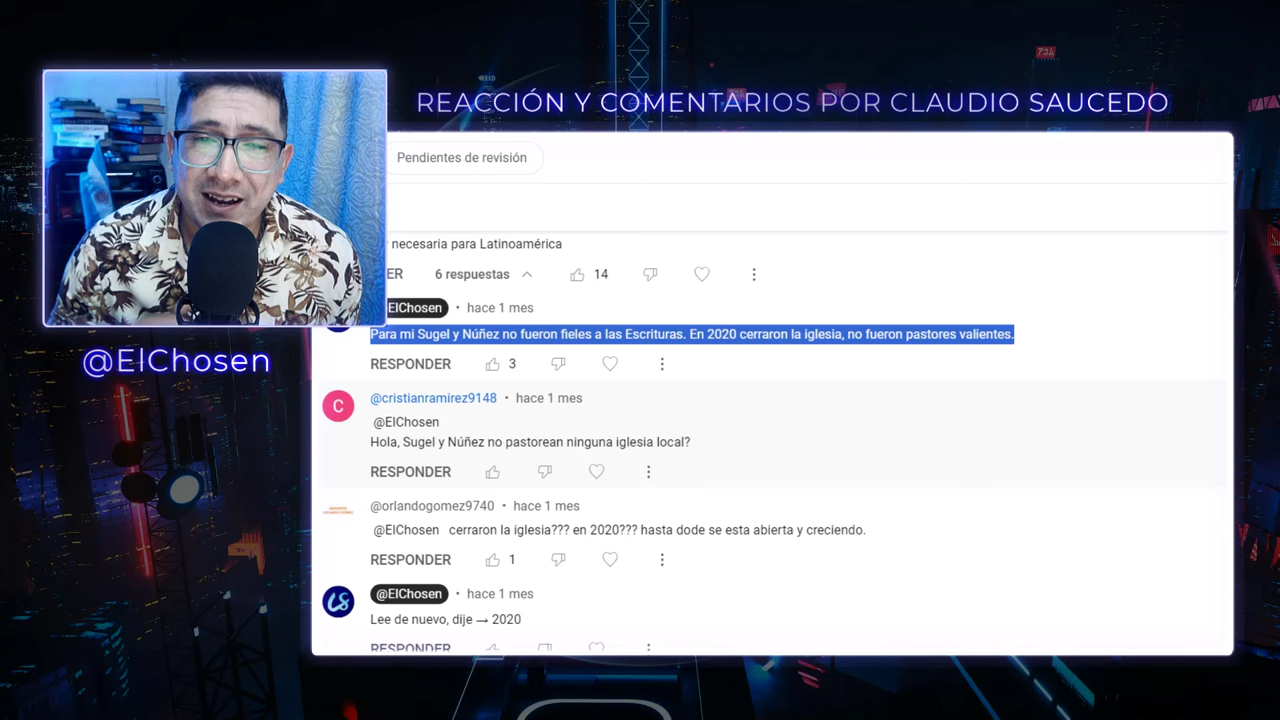 REACCIÓN Y COMENTARIOS POR CLAUDIO SAUCEDO
Pendientes de revisión
necesaria para Latinoamérica
ER 6 respuestas 14
ElChosen • hace 1 mes
Para mi Sugel y Núñez no fueron fieles a las Escrituras. En 2020 cerraron la iglesia, no fueron pastores valientes.
@ElChosen
RESPONDER 3
C @cristianramirez9148 • hace 1 mes
@ElChosen
Hola, Sugel y Núñez no pastorean ninguna iglesia local?
RESPONDER
@orlandogomez9740 • hace 1 mes
@ElChosen cerraron la iglesia??? en 2020??? hasta dode se esta abierta y creciendo.
RESPONDER 1
@ElChosen • hace 1 mes
Lee de nuevo, dije → 2020
RESPONDER